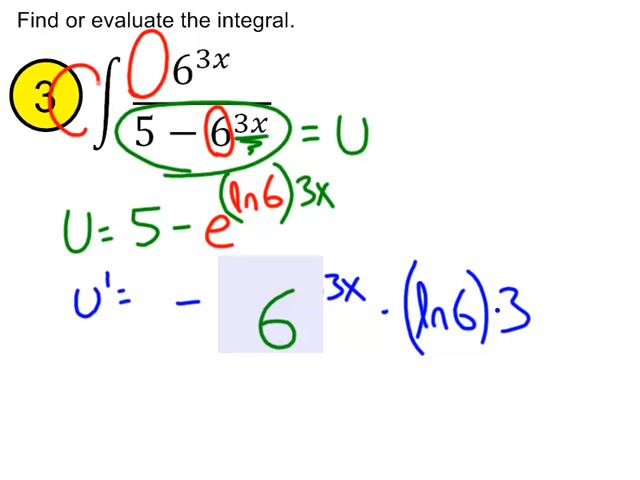 Find or evaluate the integral.
3 ∫ 6^{3x} / (5 − 6^{3x}) = U
U = 5 - e^{(ln6)3x}
U' = - 6^{3x} · (ln6)·3